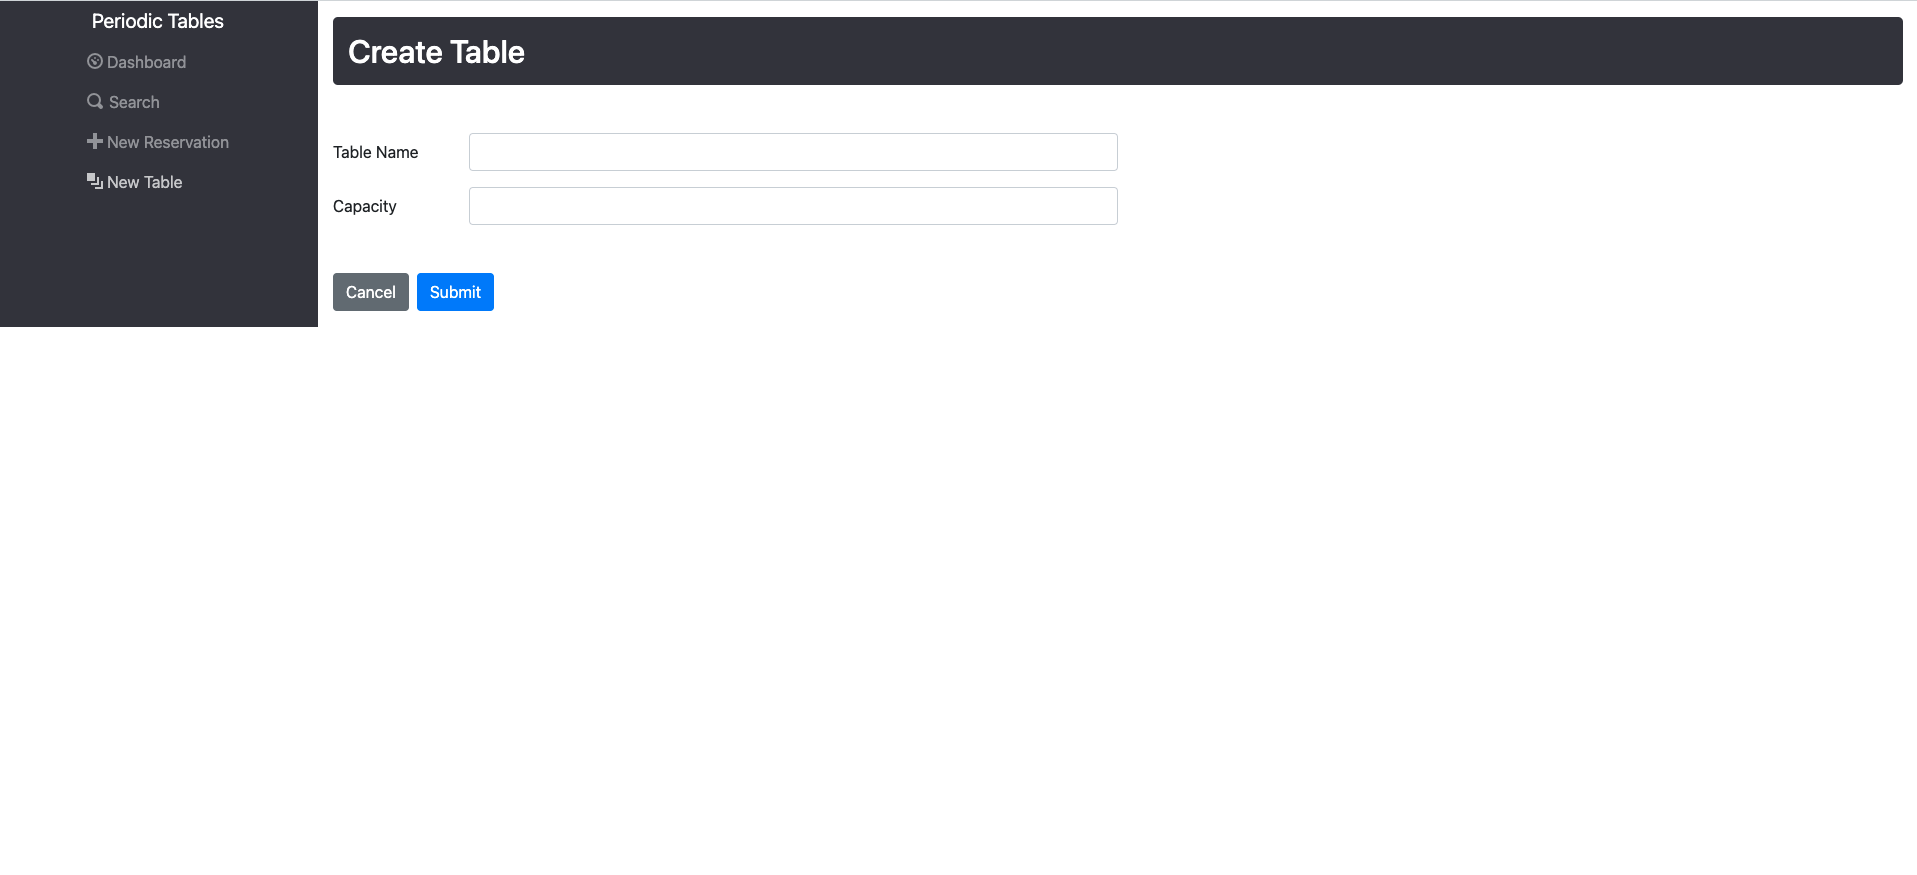 Periodic Tables
Dashboard
Search
New Reservation
New Table
Create Table
Table Name
Capacity
Cancel
Submit